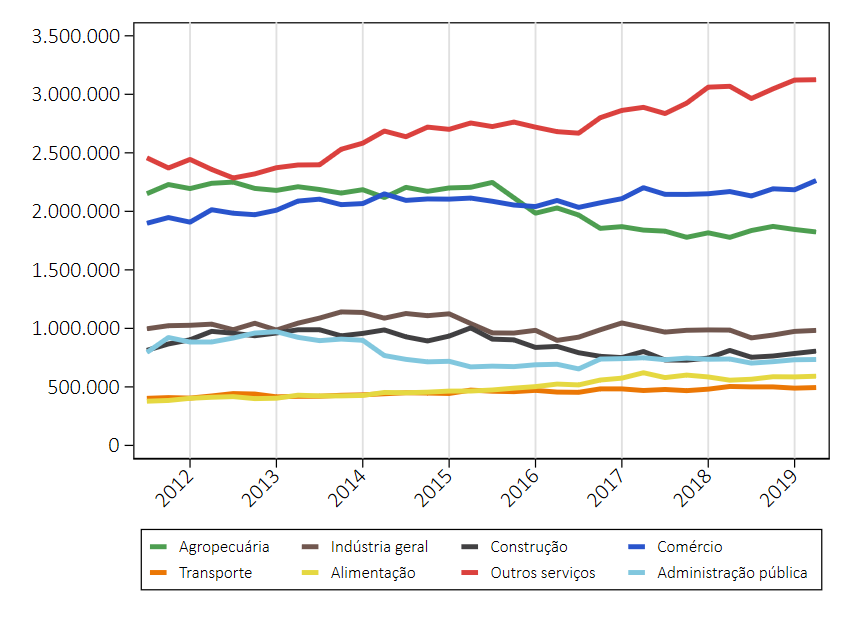 3.500.000
3.000.000
2.500.000
2.000.000
1.500.000
1.000.000
500.000
0
2012 2013 2014 2015 2016 2017 2018 2019
Agropecuária Indústria geral Construção Comércio
Transporte Alimentação Outros serviços Administração pública